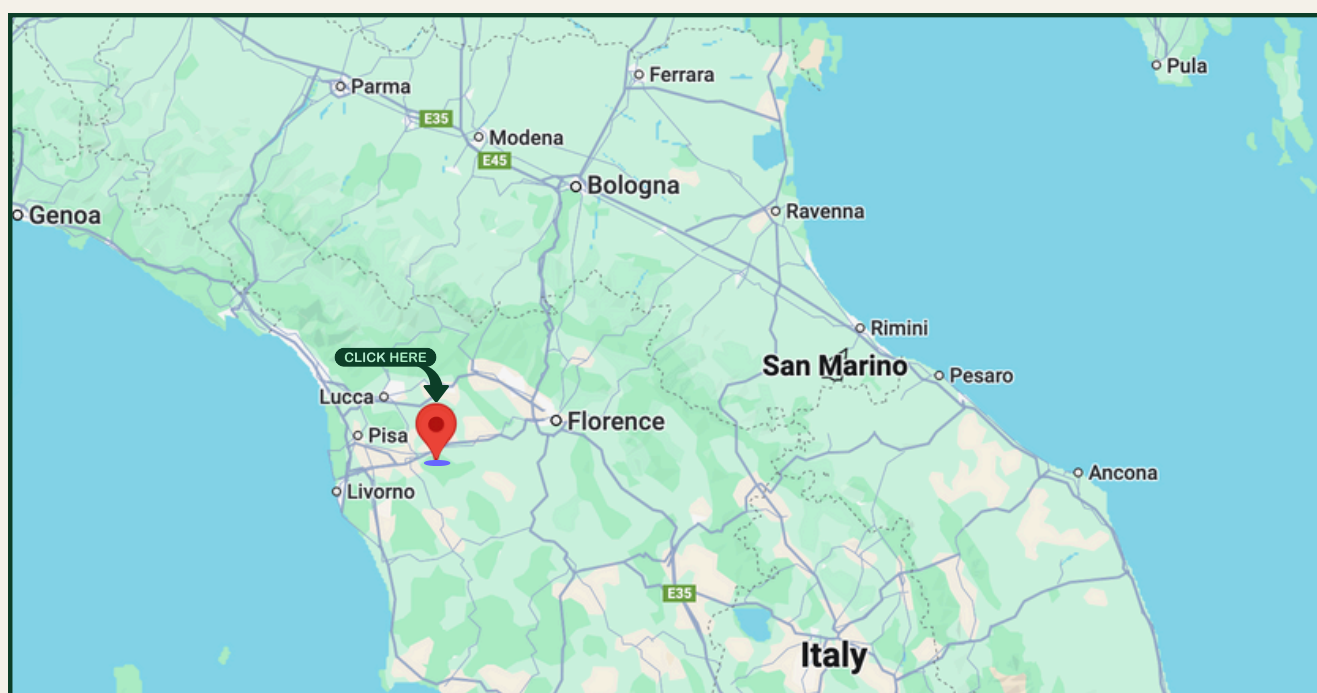 Pula
Ferrara
Parma
E35
Modena
E45
Bologna
Ravenna
Genoa
Rimini
CLICK HERE
San Marino
Pesaro
Lucca
Florence
Pisa
Ancona
Livorno
E35
Italy